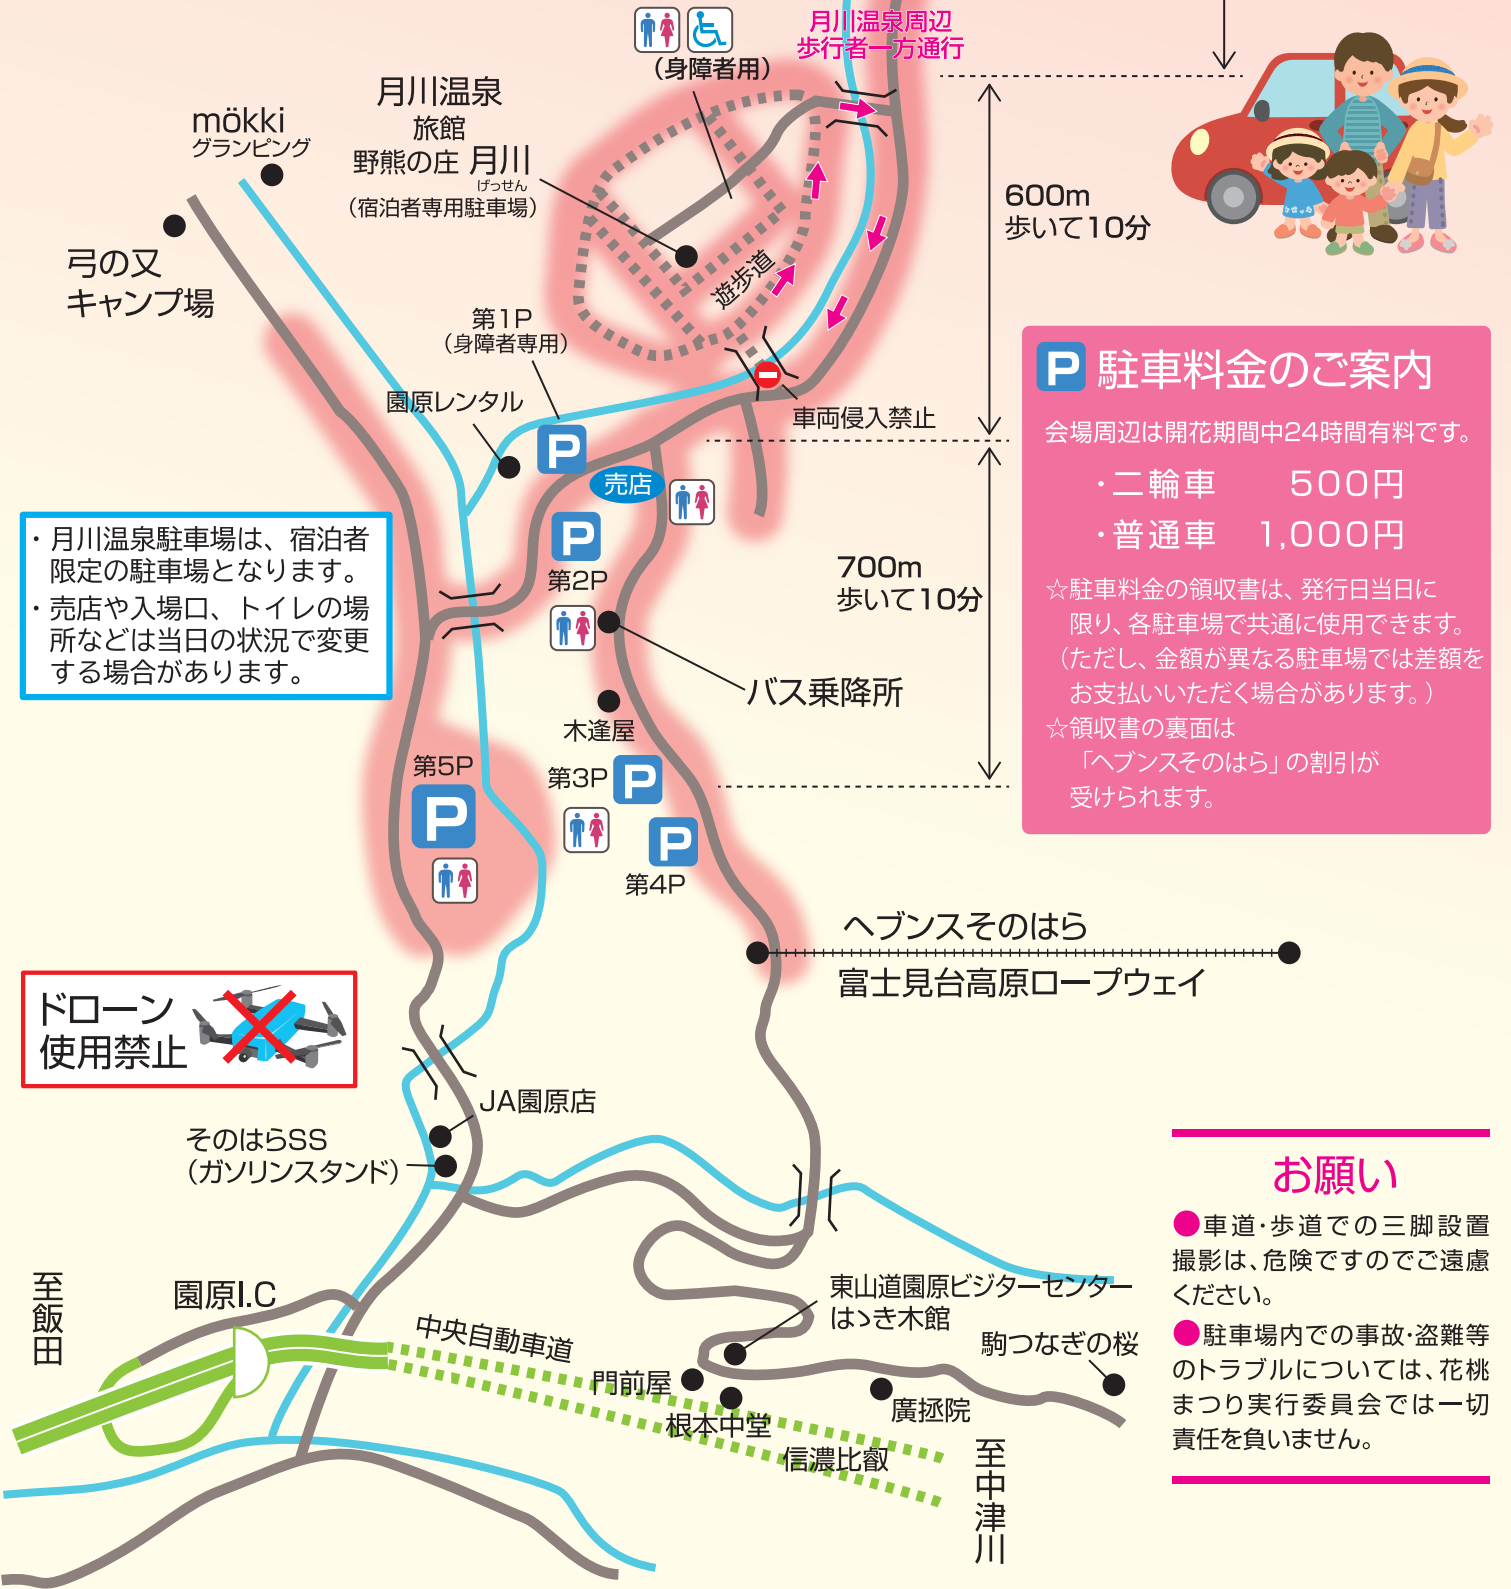 月川温泉周辺
歩行者一方通行
（身障者用）
月川温泉
旅館
野熊の庄 月川
げっせん
（宿泊者専用駐車場）
mökki
グランピング
弓の又
キャンプ場
遊歩道
600m
歩いて10分
第1P
（身障者専用）
園原レンタル
車両侵入禁止
P
売店
P
第2P
700m
歩いて10分
バス乗降所
木逢屋
第5P
P
第3P
P
P
第4P
・月川温泉駐車場は、宿泊者
限定の駐車場となります。
・売店や入場口、トイレの場
所などは当日の状況で変更
する場合があります。
P 駐車料金のご案内
会場周辺は開花期間中24時間有料です。
・二輪車 500円
・普通車 1,000円
☆駐車料金の領収書は、発行日当日に
限り、各駐車場で共通に使用できます。
（ただし、金額が異なる駐車場では差額を
お支払いいただく場合があります。）
☆領収書の裏面は
「ヘブンスそのはら」の割引が
受けられます。
ヘブンスそのはら
富士見台高原ロープウェイ
ドローン
使用禁止
JA園原店
そのはらSS
（ガソリンスタンド）
至飯田
園原I.C
中央自動車道
東山道園原ビジターセンター
はゝき木館
駒つなぎの桜
門前屋
根本中堂
廣拯院
信濃比叡
至中津川
お願い
●車道・歩道での三脚設置
撮影は、危険ですのでご遠慮
ください。
●駐車場内での事故・盗難等
のトラブルについては、花桃
まつり実行委員会では一切
責任を負いません。